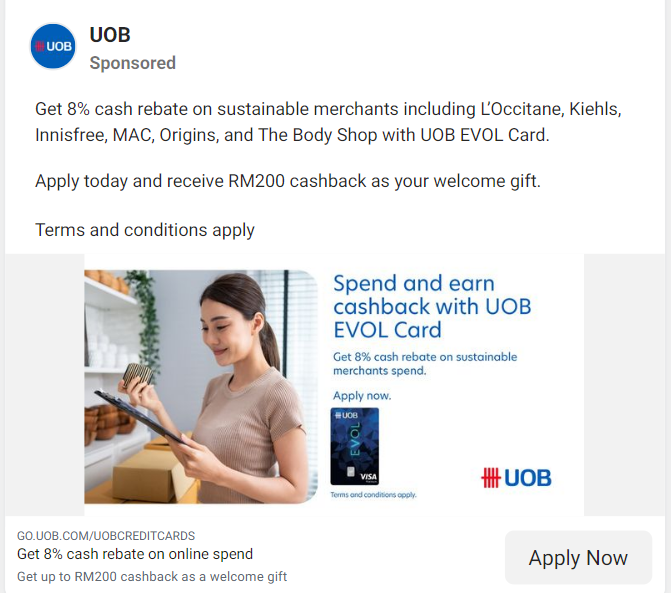 UOB
UOB
Sponsored
Get 8% cash rebate on sustainable merchants including L'Occitane, Kiehls,
Innisfree, MAC, Origins, and The Body Shop with UOB EVOL Card.
Apply today and receive RM200 cashback as your welcome gift.
Terms and conditions apply
Spend and earn
cashback with UOB
EVOL Card
Get 8% cash rebate on sustainable
merchants spend.
Apply now.
UOB
EVOL
VISA
UOB
Terms and conditions apply.
GO.UOB.COM/UOBCREDITCARDS
Get 8% cash rebate on online spend
Get up to RM200 cashback as a welcome gift
Apply Now